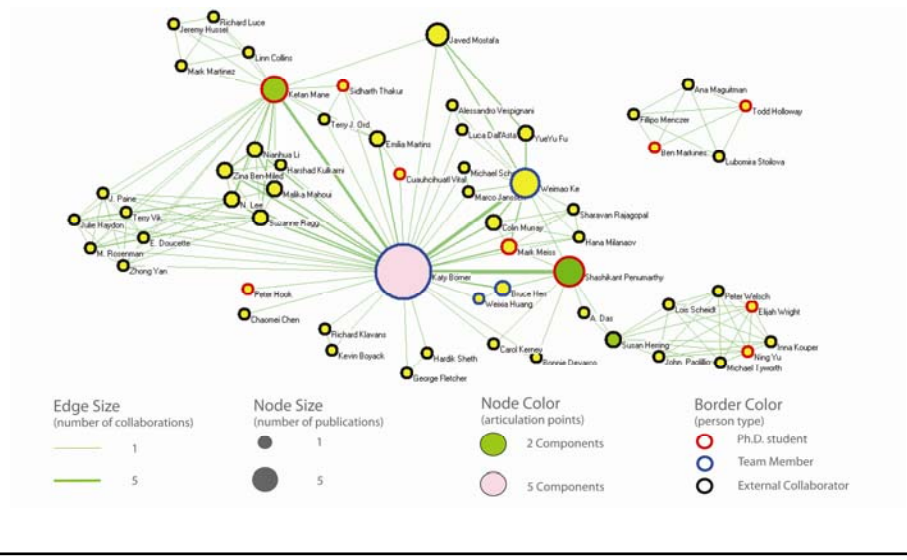 Richard Luce
Jeremy Hussel
Linn Collins
Mark Martinez
Javed Mostafa
Ketan Mane
Sidharth Thakur
Ana Maguitman
Todd Holloway
Filippo Menczer
Ben Markines
Lubomira Stoilova
Alessandro Vespignani
Terry J. Ord
Luca Dall'Asta
YueYu Fu
Emilia Martins
Nianhua Li
Harshad Kulkarni
Zina Ben-Miled
Cuauhcihuatl Vital
Michael Sch
Weimao Ke
Malika Mahoui
Marco Janssen
J. Paine
N. Lee
Terry Vik
Julie Haydon
Suzanne Ragg
Sharavan Rajagopal
Colin Murray
E. Doucette
M. Rosenman
Hana Milanaov
Mark Meiss
Zhong Yan
Katy Borner
Shashikant Penumarthy
Peter Hook
Bruce Herr
Weixia Huang
Peter Welsch
Lois Scheidt
Elijah Wright
Chaomei Chen
A. Das
Richard Klavans
Susan Herring
Inna Kouper
Kevin Boyack
Hardik Sheth
Carol Kerney
Bonnie Devarco
John Paolillo
Ning Yu
Michael Tyworth
George Fletcher
Edge Size
(number of collaborations)
1
5
Node Size
(number of publications)
1
5
Node Color
(articulation points)
2 Components
5 Components
Border Color
(person type)
Ph.D. student
Team Member
External Collaborator